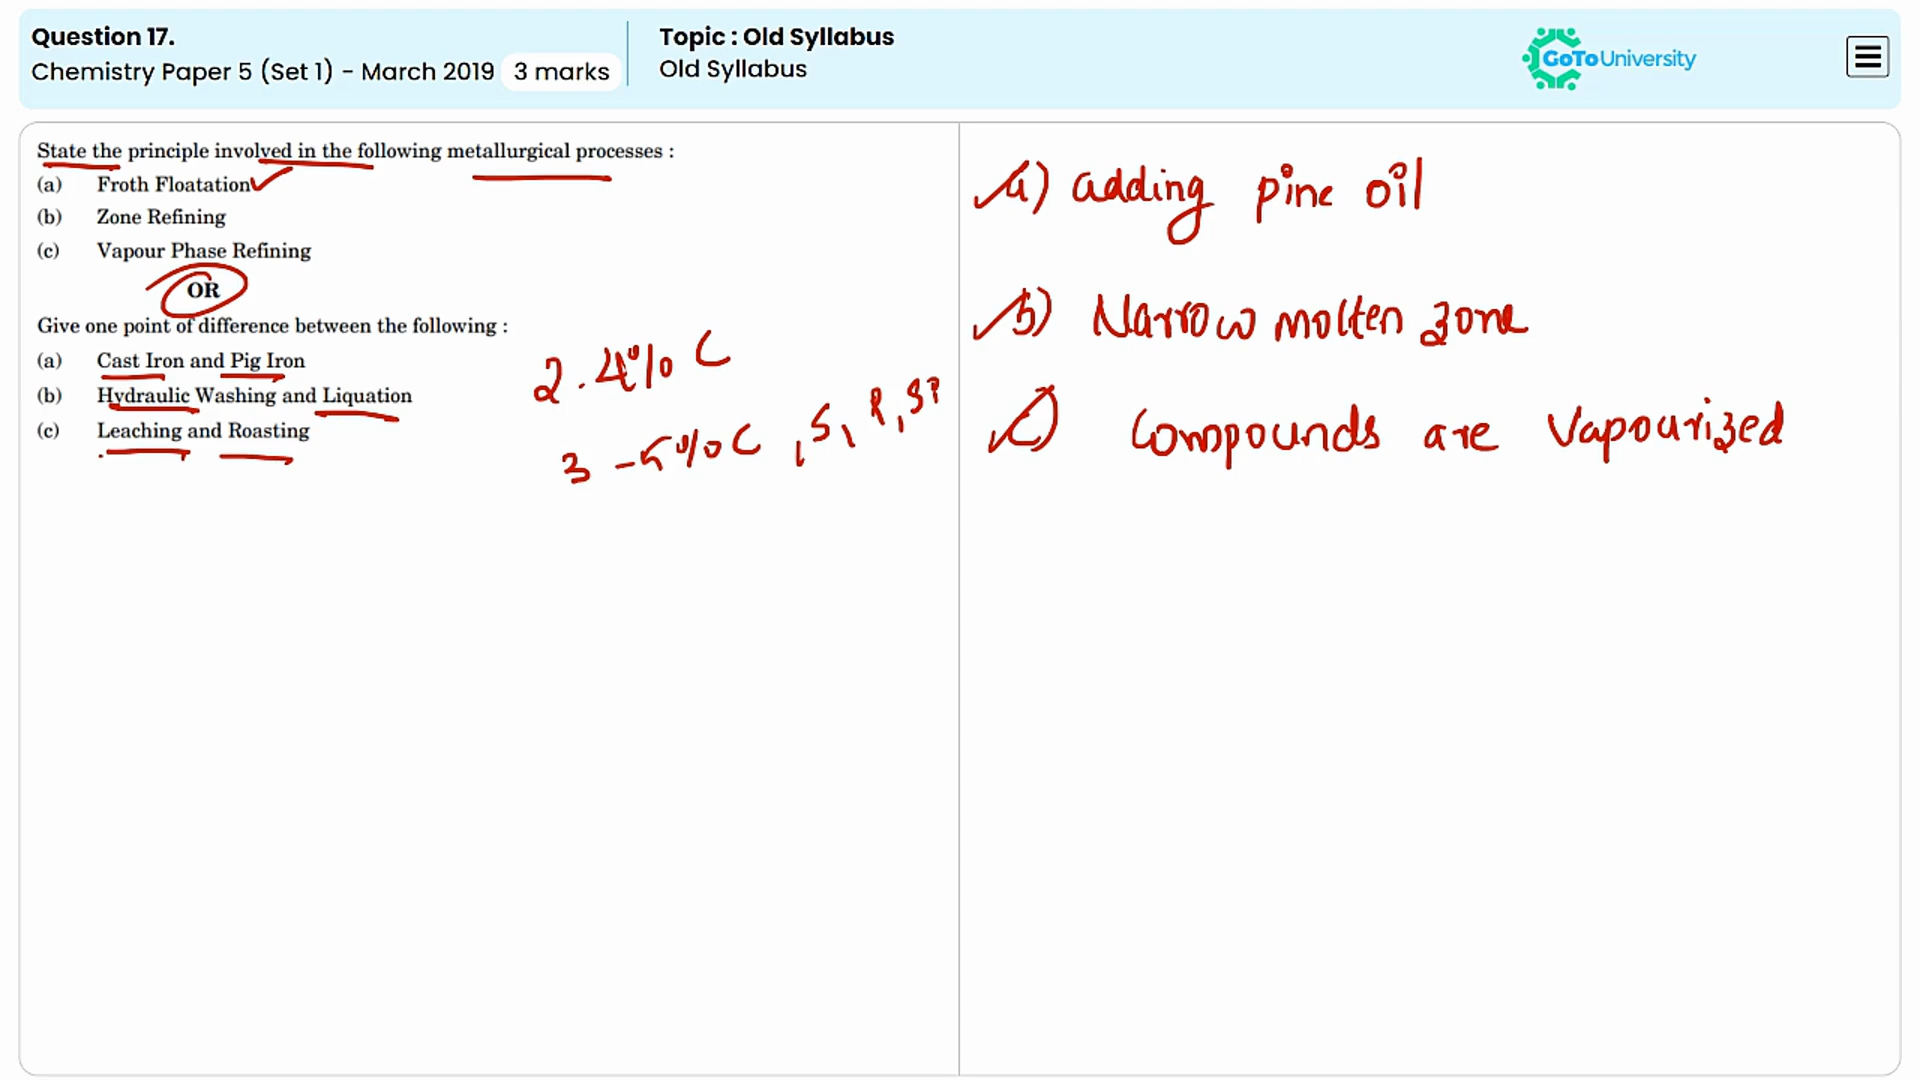 Question 17.
Chemistry Paper 5 (Set 1) - March 2019 3 marks
Topic : Old Syllabus
Old Syllabus
GoToUniversity
State the principle involved in the following metallurgical processes :
(a) Froth Floatation
(b) Zone Refining
(c) Vapour Phase Refining
OR
Give one point of difference between the following :
(a) Cast Iron and Pig Iron
(b) Hydraulic Washing and Liquation
(c) Leaching and Roasting
2.4% C
3-5% C, S, P, Si
a) adding pine oil
b) Narrow molten zone
c) Compounds are Vapourized